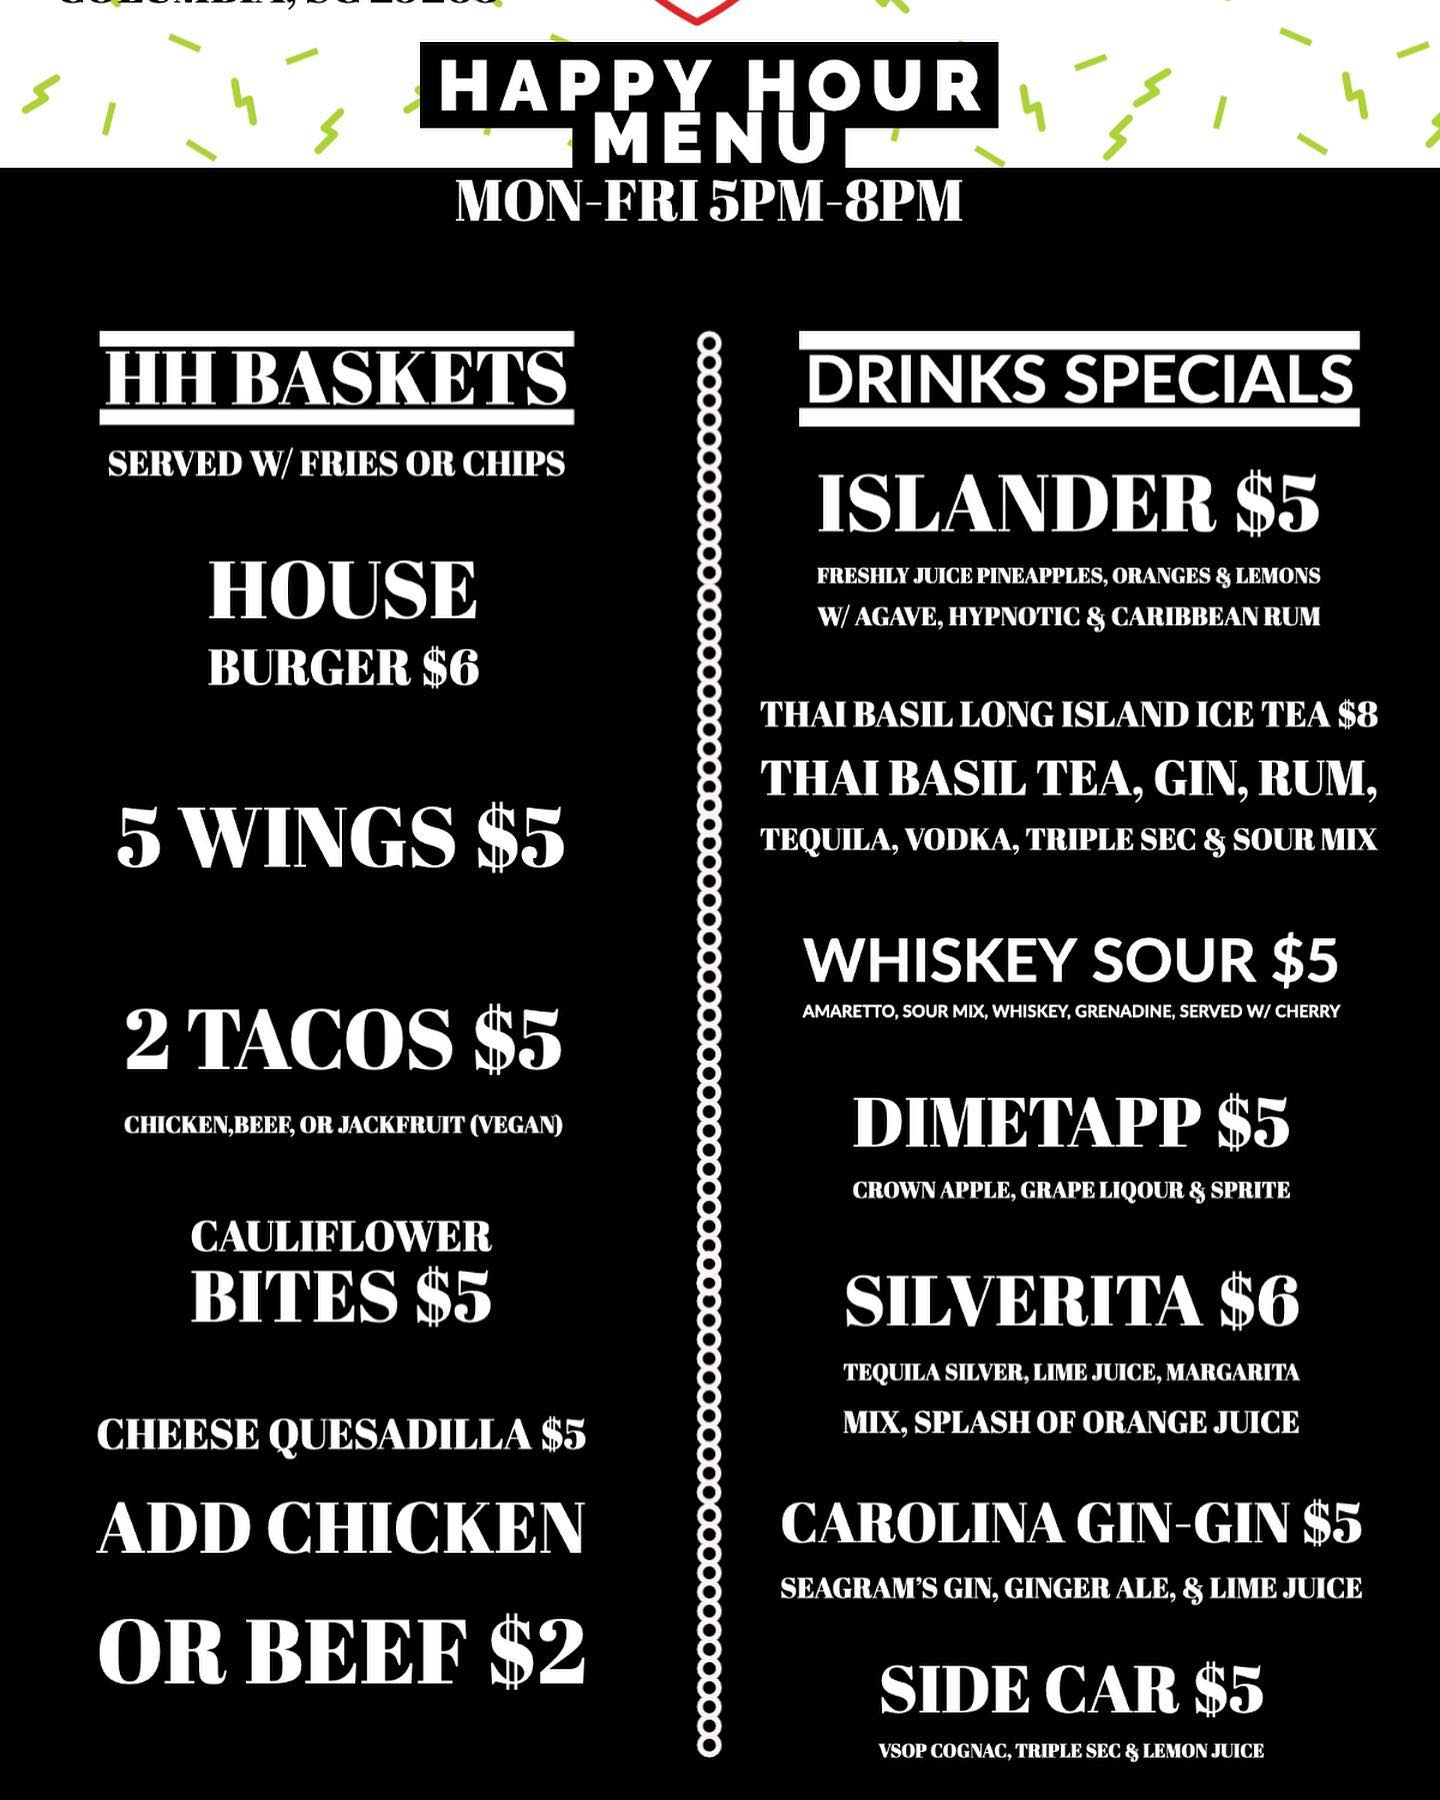 COLUMBIA, SC 29203
HAPPY HOUR
MENU
MON-FRI 5PM-8PM
HH BASKETS
SERVED W/ FRIES OR CHIPS
HOUSE
BURGER $6
5 WINGS $5
2 TACOS $5
CHICKEN,BEEF, OR JACKFRUIT (VEGAN)
CAULIFLOWER
BITES $5
CHEESE QUESADILLA $5
ADD CHICKEN
OR BEEF $2
DRINKS SPECIALS
ISLANDER $5
FRESHLY JUICE PINEAPPLES, ORANGES & LEMONS
W/ AGAVE, HYPNOTIC & CARIBBEAN RUM
THAI BASIL LONG ISLAND ICE TEA $8
THAI BASIL TEA, GIN, RUM,
TEQUILA, VODKA, TRIPLE SEC & SOUR MIX
WHISKEY SOUR $5
AMARETTO, SOUR MIX, WHISKEY, GRENADINE, SERVED W/ CHERRY
DIMETAPP $5
CROWN APPLE, GRAPE LIQOUR & SPRITE
SILVERITA $6
TEQUILA SILVER, LIME JUICE, MARGARITA
MIX, SPLASH OF ORANGE JUICE
CAROLINA GIN-GIN $5
SEAGRAM'S GIN, GINGER ALE, & LIME JUICE
SIDE CAR $5
VSOP COGNAC, TRIPLE SEC & LEMON JUICE